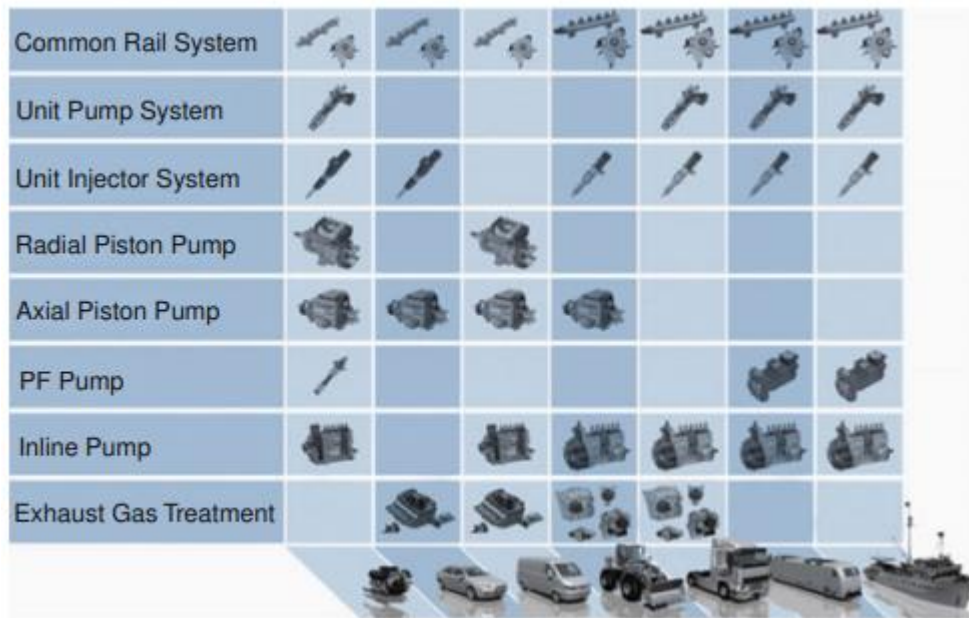 Common Rail System
Unit Pump System
Unit Injector System
Radial Piston Pump
Axial Piston Pump
PF Pump
Inline Pump
Exhaust Gas Treatment